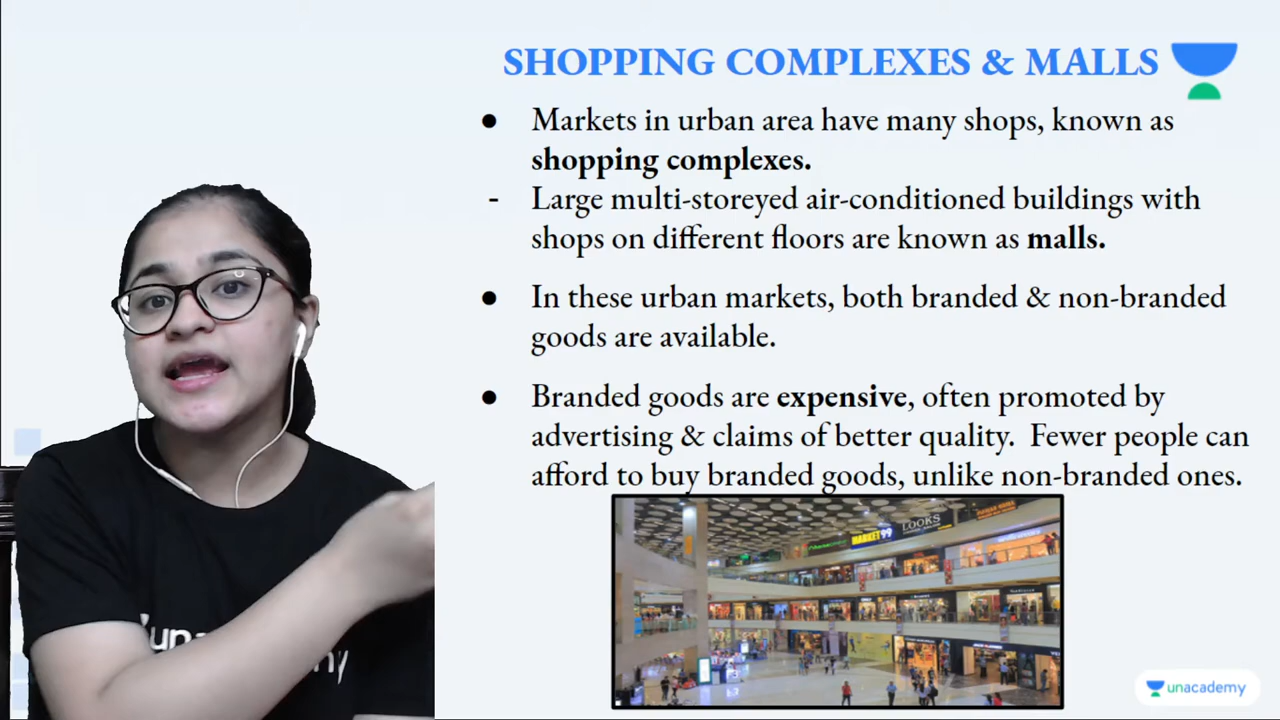 SHOPPING COMPLEXES & MALLS
● Markets in urban area have many shops, known as
shopping complexes.
- Large multi-storeyed air-conditioned buildings with
shops on different floors are known as malls.
● In these urban markets, both branded & non-branded
goods are available.
● Branded goods are expensive, often promoted by
advertising & claims of better quality. Fewer people can
afford to buy branded goods, unlike non-branded ones.
MARKET 99
LOOKS
unacademy